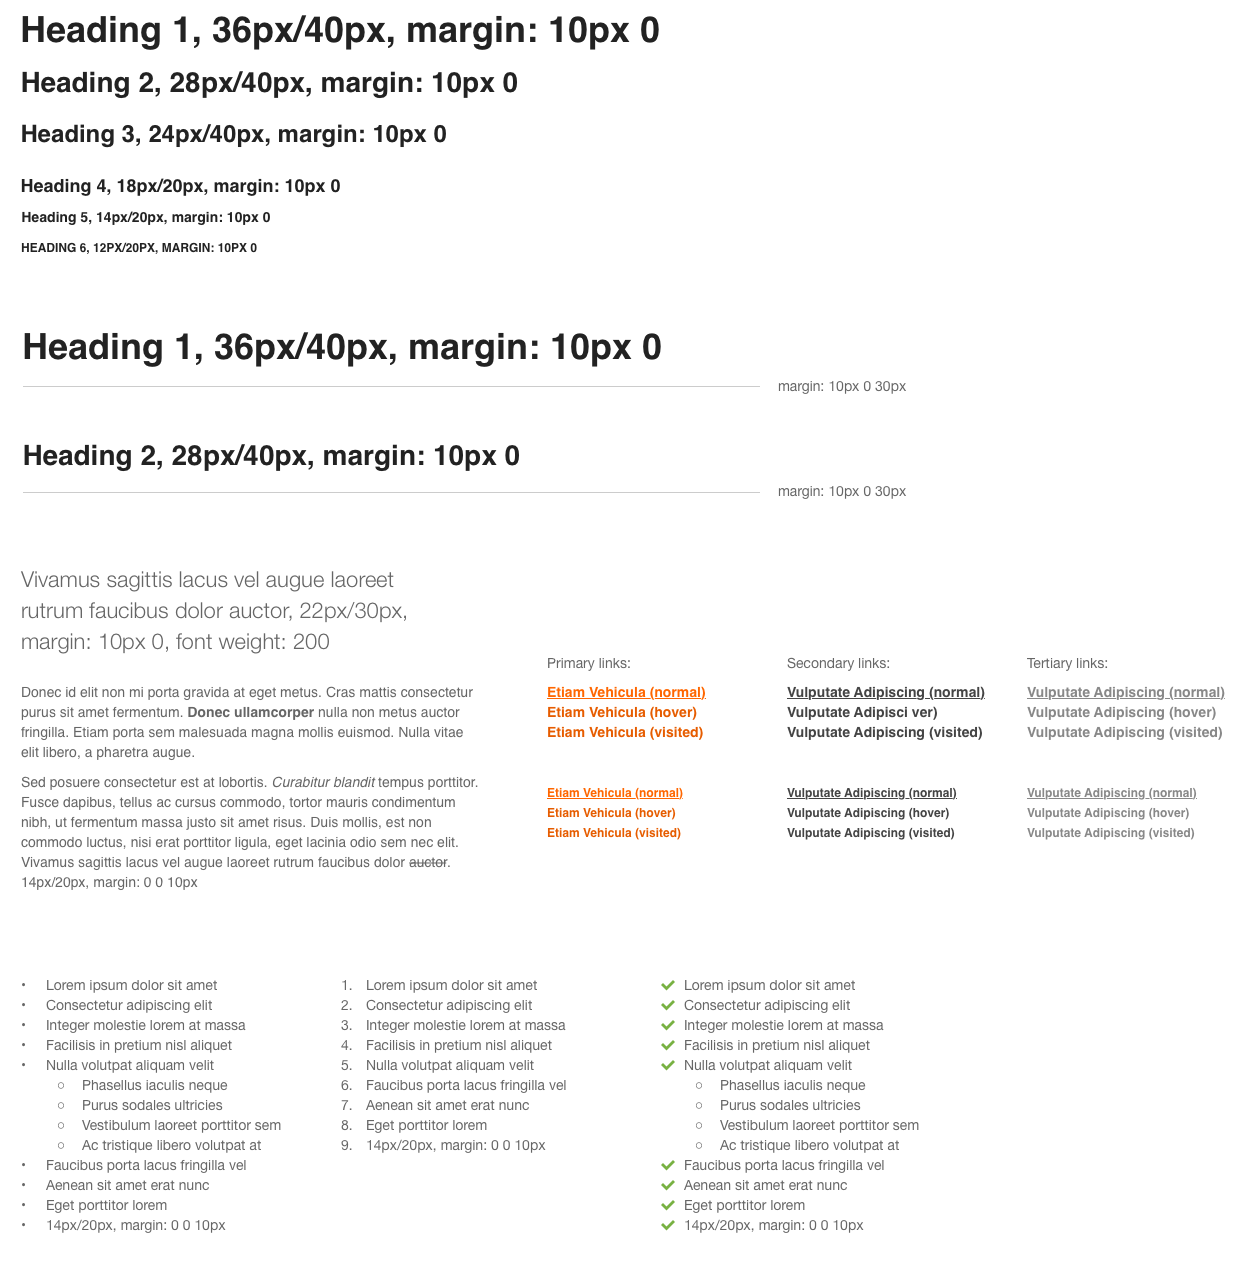 Heading 1, 36px/40px, margin: 10px 0
Heading 2, 28px/40px, margin: 10px 0
Heading 3, 24px/40px, margin: 10px 0
Heading 4, 18px/20px, margin: 10px 0
Heading 5, 14px/20px, margin: 10px 0
HEADING 6, 12PX/20PX, MARGIN: 10PX 0
Heading 1, 36px/40px, margin: 10px 0
margin: 10px 0 30px
Heading 2, 28px/40px, margin: 10px 0
margin: 10px 0 30px
Vivamus sagittis lacus vel augue laoreet
rutrum faucibus dolor auctor, 22px/30px,
margin: 10px 0, font weight: 200
Donec id elit non mi porta gravida at eget metus. Cras mattis consectetur
purus sit amet fermentum. Donec ullamcorper nulla non metus auctor
fringilla. Etiam porta sem malesuada magna mollis euismod. Nulla vitae
elit libero, a pharetra augue.
Sed posuere consectetur est at lobortis. Curabitur blandit tempus porttitor.
Fusce dapibus, tellus ac cursus commodo, tortor mauris condimentum
nibh, ut fermentum massa justo sit amet risus. Duis mollis, est non
commodo luctus, nisi erat porttitor ligula, eget lacinia odio sem nec elit.
Vivamus sagittis lacus vel augue laoreet rutrum faucibus dolor auctor.
14px/20px, margin: 0 0 10px
Primary links:
Etiam Vehicula (normal)
Etiam Vehicula (hover)
Etiam Vehicula (visited)
Etiam Vehicula (normal)
Etiam Vehicula (hover)
Etiam Vehicula (visited)
Secondary links:
Vulputate Adipiscing (normal)
Vulputate Adipisci ver)
Vulputate Adipiscing (visited)
Vulputate Adipiscing (normal)
Vulputate Adipiscing (hover)
Vulputate Adipiscing (visited)
Tertiary links:
Vulputate Adipiscing (normal)
Vulputate Adipiscing (hover)
Vulputate Adipiscing (visited)
Vulputate Adipiscing (normal)
Vulputate Adipiscing (hover)
Vulputate Adipiscing (visited)
• Lorem ipsum dolor sit amet
• Consectetur adipiscing elit
• Integer molestie lorem at massa
• Facilisis in pretium nisl aliquet
• Nulla volutpat aliquam velit
○ Phasellus iaculis neque
○ Purus sodales ultricies
○ Vestibulum laoreet porttitor sem
○ Ac tristique libero volutpat at
• Faucibus porta lacus fringilla vel
• Aenean sit amet erat nunc
• Eget porttitor lorem
• 14px/20px, margin: 0 0 10px
1. Lorem ipsum dolor sit amet
2. Consectetur adipiscing elit
3. Integer molestie lorem at massa
4. Facilisis in pretium nisl aliquet
5. Nulla volutpat aliquam velit
6. Faucibus porta lacus fringilla vel
7. Aenean sit amet erat nunc
8. Eget porttitor lorem
9. 14px/20px, margin: 0 0 10px
✔ Lorem ipsum dolor sit amet
✔ Consectetur adipiscing elit
✔ Integer molestie lorem at massa
✔ Facilisis in pretium nisl aliquet
✔ Nulla volutpat aliquam velit
○ Phasellus iaculis neque
○ Purus sodales ultricies
○ Vestibulum laoreet porttitor sem
○ Ac tristique libero volutpat at
✔ Faucibus porta lacus fringilla vel
✔ Aenean sit amet erat nunc
✔ Eget porttitor lorem
✔ 14px/20px, margin: 0 0 10px